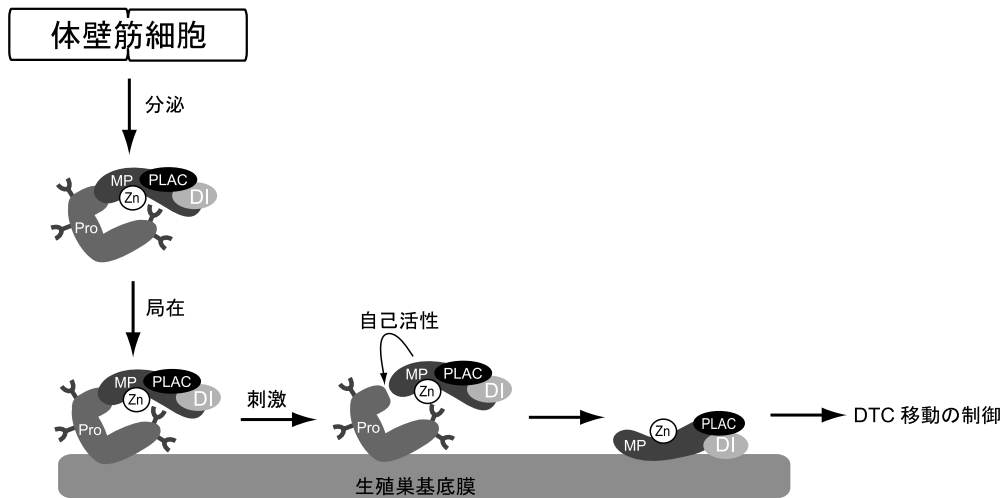 体壁筋細胞
分泌
MP
PLAC
Zn
DI
Pro
局在
自己活性
MP
PLAC
Zn
DI
Pro
刺激
MP
PLAC
Zn
DI
Pro
MP
Zn
PLAC
DI
DTC 移動の制御
生殖巣基底膜